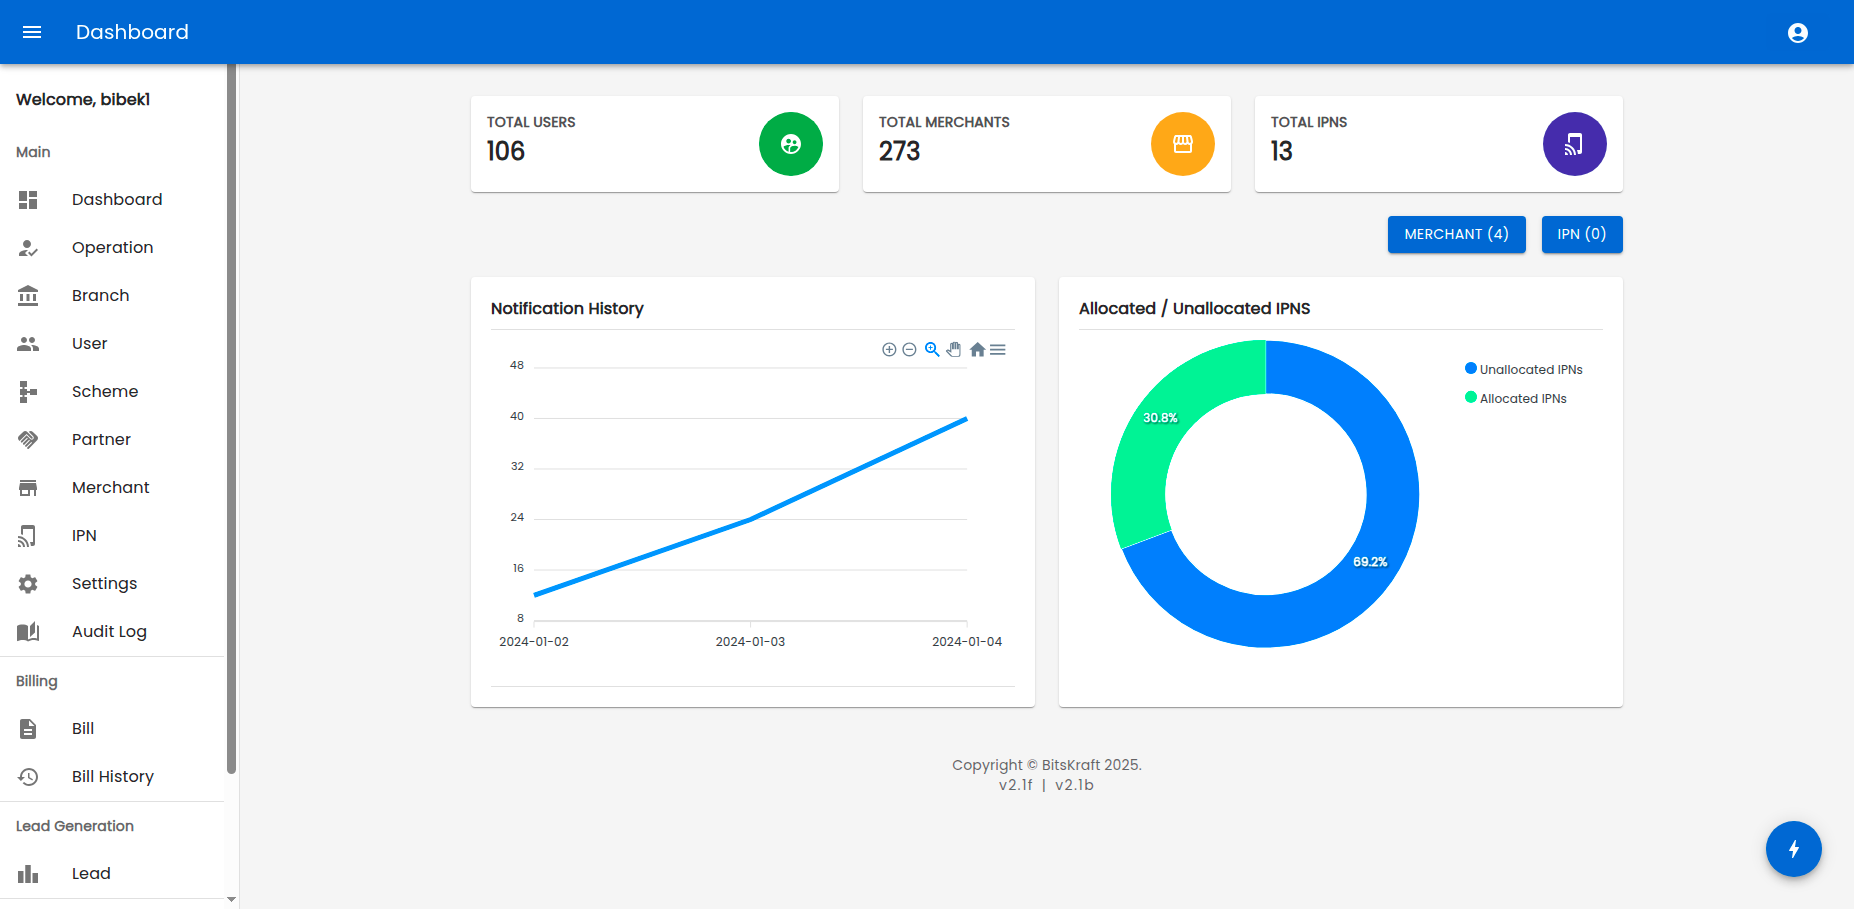 Dashboard
Welcome, bibek1
Main
Dashboard
Operation
Branch
User
Scheme
Partner
Merchant
IPN
Settings
Audit Log
Billing
Bill
Bill History
Lead Generation
Lead
TOTAL USERS
106
TOTAL MERCHANTS
273
TOTAL IPNS
13
MERCHANT (4)
IPN (0)
Notification History
48
40
32
24
16
8
2024-01-02
2024-01-03
2024-01-04
Allocated / Unallocated IPNS
Unallocated IPNs
Allocated IPNs
30.8%
69.2%
Copyright © BitsKraft 2025.
v2.1f | v2.1b